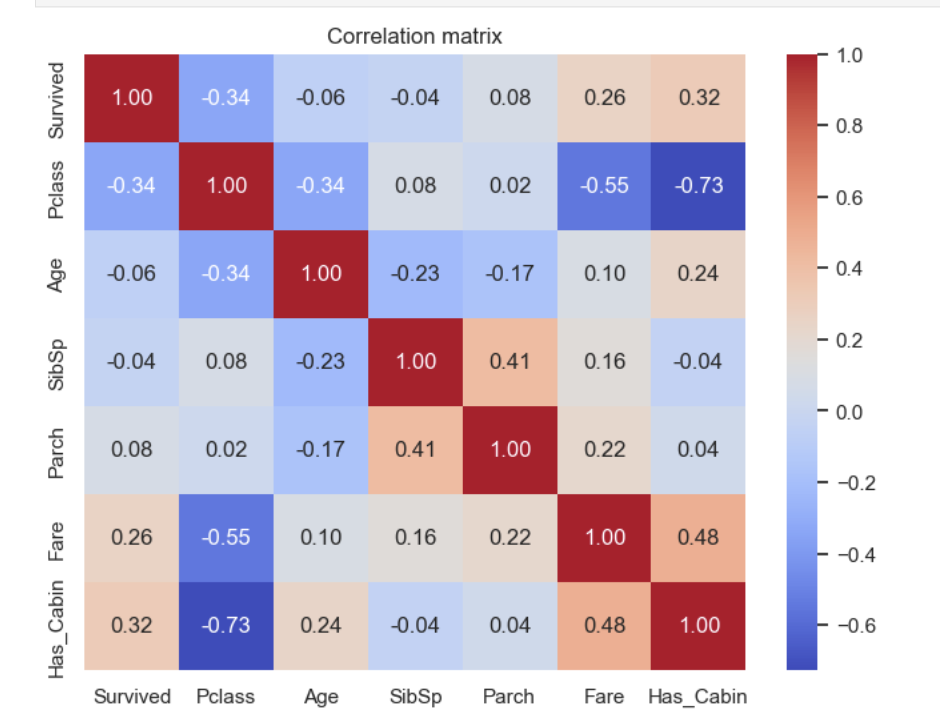 Correlation matrix
Survived 1.00 -0.34 -0.06 -0.04 0.08 0.26 0.32
Pclass -0.34 1.00 -0.34 0.08 0.02 -0.55 -0.73
Age -0.06 -0.34 1.00 -0.23 -0.17 0.10 0.24
SibSp -0.04 0.08 -0.23 1.00 0.41 0.16 -0.04
Parch 0.08 0.02 -0.17 0.41 1.00 0.22 0.04
Fare 0.26 -0.55 0.10 0.16 0.22 1.00 0.48
Has_Cabin 0.32 -0.73 0.24 -0.04 0.04 0.48 1.00
Survived Pclass Age SibSp Parch Fare Has_Cabin
1.0
0.8
0.6
0.4
0.2
0.0
−0.2
−0.4
−0.6